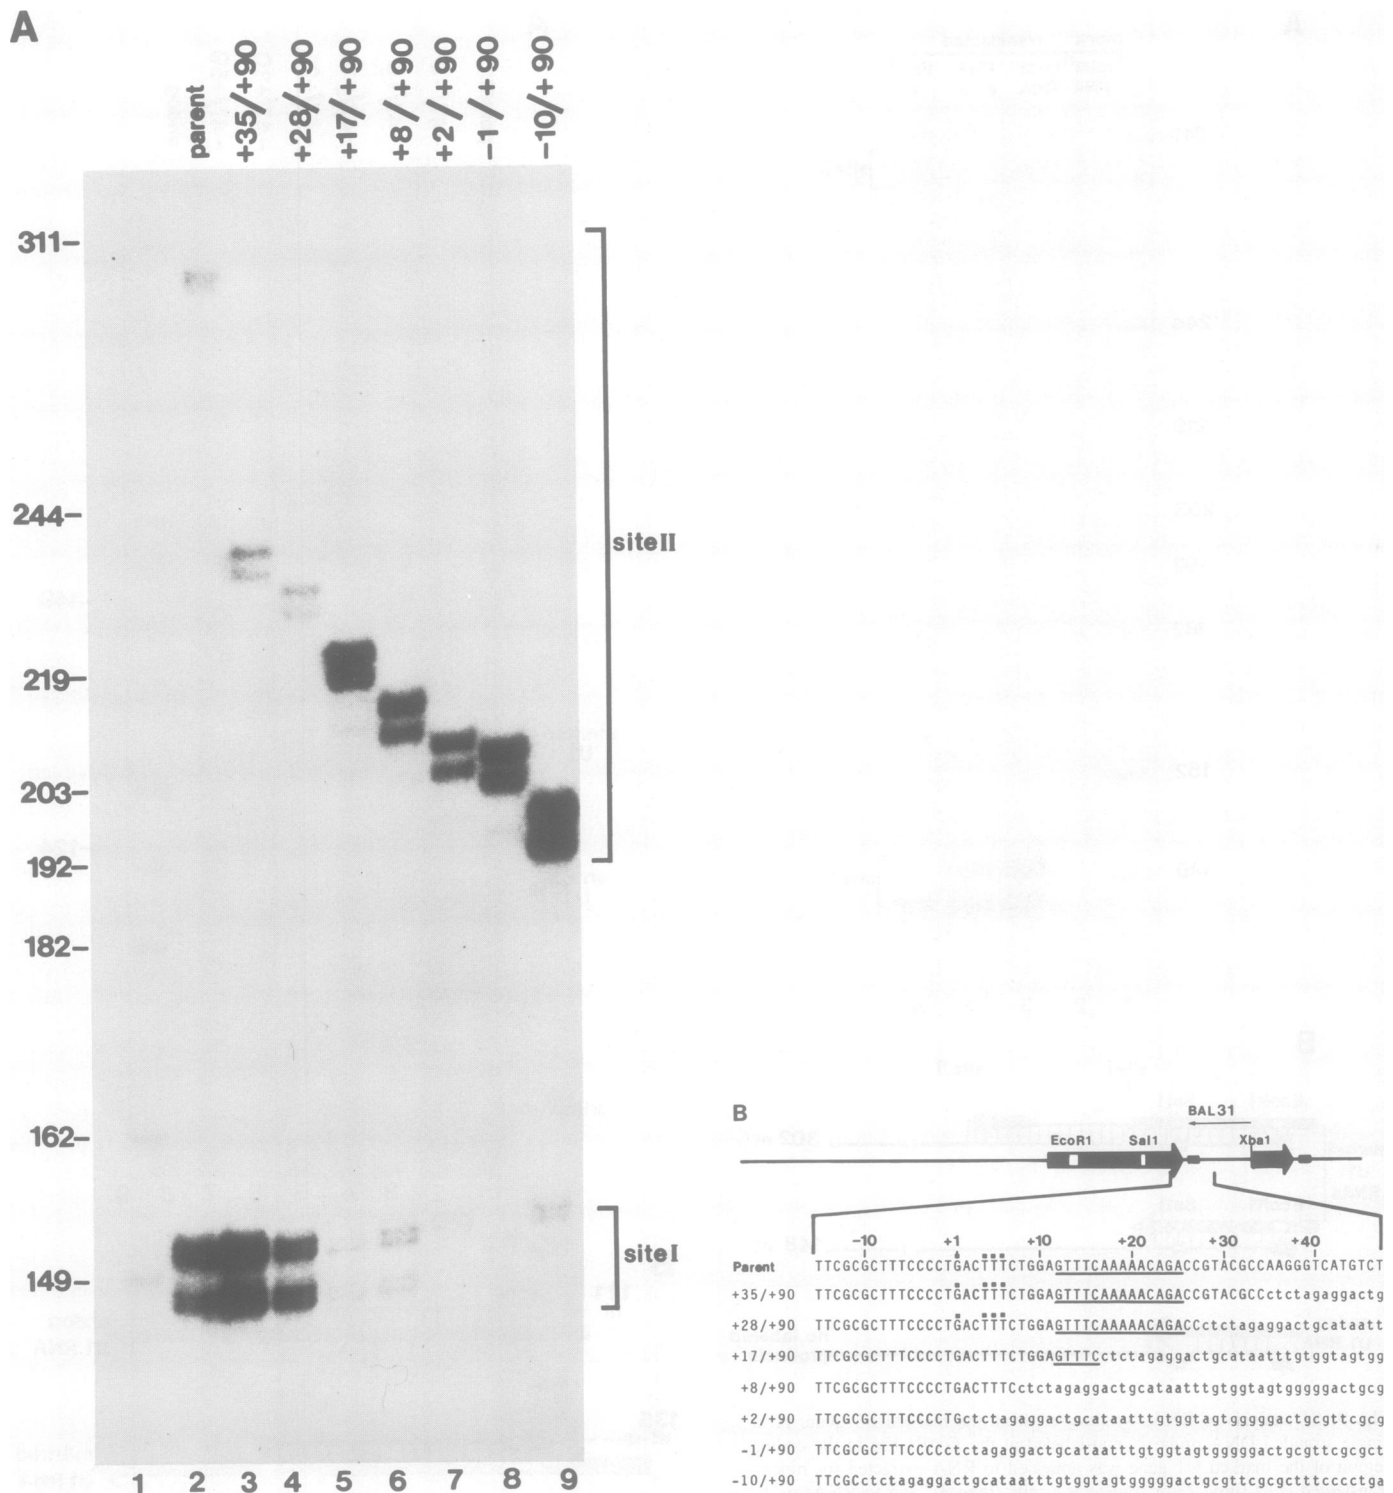 A
parent
+35/+90
+28/+90
+17/+90
+8/+90
+2/+90
-1/+90
-10/+90
311-
244-
219-
203-
192-
182-
162-
149-
site II
site I
1 2 3 4 5 6 7 8 9
B
BAL31
EcoR1 Sal1 Xba1
-10 +1 +10 +20 +30 +40
Parent TTCGCGCTTTCCCCTGACTTTCTGGAGTTTCAAAAACAGACCGTACGCCAAGGGTCATGTCT
+35/+90 TTCGCGCTTTCCCCTGACTTTCTGGAGTTTCAAAAACAGACCGTACGCCctctagaggactg
+28/+90 TTCGCGCTTTCCCCTGACTTTCTGGAGTTTCAAAAACAGACCctctagaggactgcataatt
+17/+90 TTCGCGCTTTCCCCTGACTTTCTGGAGTTTCctctagaggactgcataatttgtggtagtgg
+8/+90 TTCGCGCTTTCCCCTGACTTTCctctagaggactgcataatttgtggtagtgggggactgcg
+2/+90 TTCGCGCTTTCCCCTGctctagaggactgcataatttgtggtagtgggggactgcgttcgcg
-1/+90 TTCGCGCTTTCCCCctctagaggactgcataatttgtggtagtgggggactgcgttcgcgct
-10/+90 TTCGCctctagaggactgcataatttgtggtagtgggggactgcgttcgcgctttcccctga